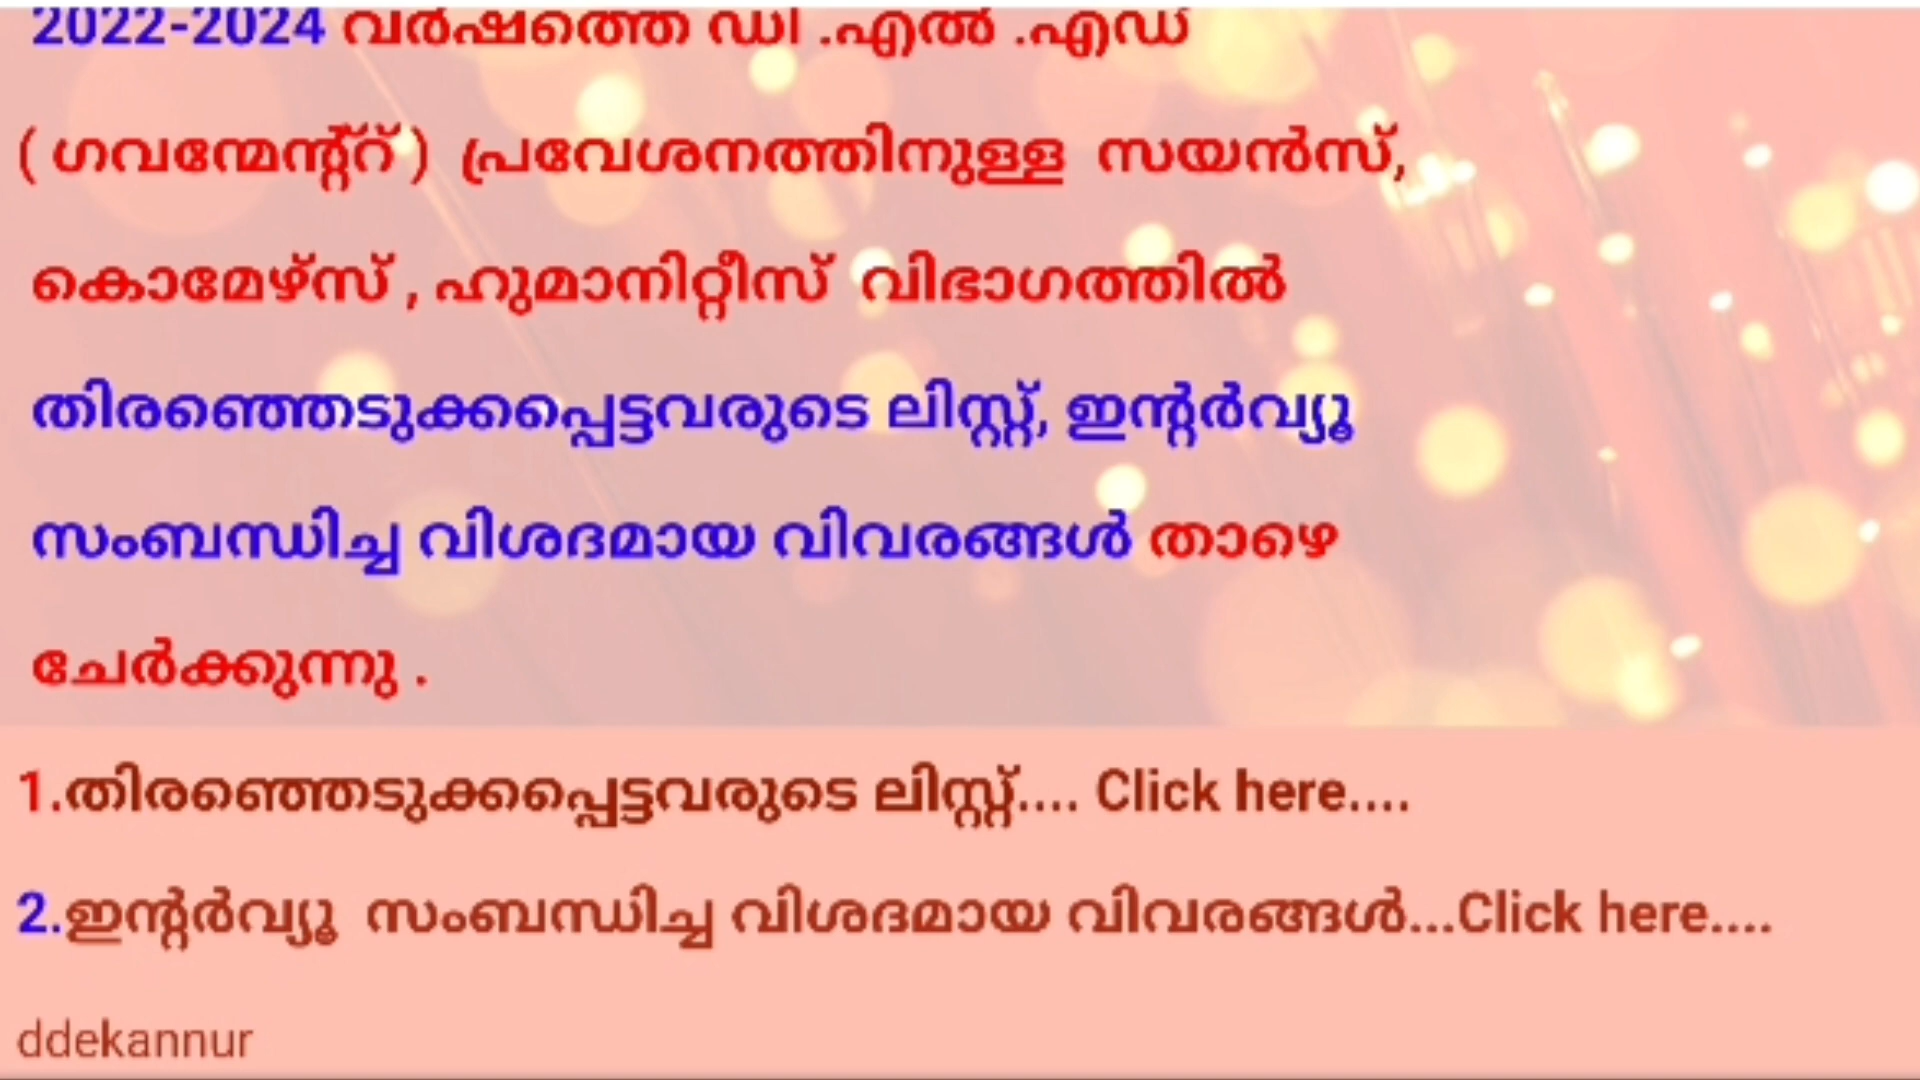 2022-2024 വർഷത്തെ ഡി .എൽ .എഡ്
( ഗവന്മേന്റ്റ് ) പ്രവേശനത്തിനുള്ള സയൻസ്,
കൊമേഴ്സ് , ഹുമാനിറ്റീസ് വിഭാഗത്തിൽ
തിരഞ്ഞെടുക്കപ്പെട്ടവരുടെ ലിസ്റ്റ്, ഇന്റർവ്യൂ
സംബന്ധിച്ച വിശദമായ വിവരങ്ങൾ താഴെ
ചേർക്കുന്നു .
1.തിരഞ്ഞെടുക്കപ്പെട്ടവരുടെ ലിസ്റ്റ്.... Click here....
2.ഇന്റർവ്യൂ സംബന്ധിച്ച വിശദമായ വിവരങ്ങൾ...Click here....
ddekannur